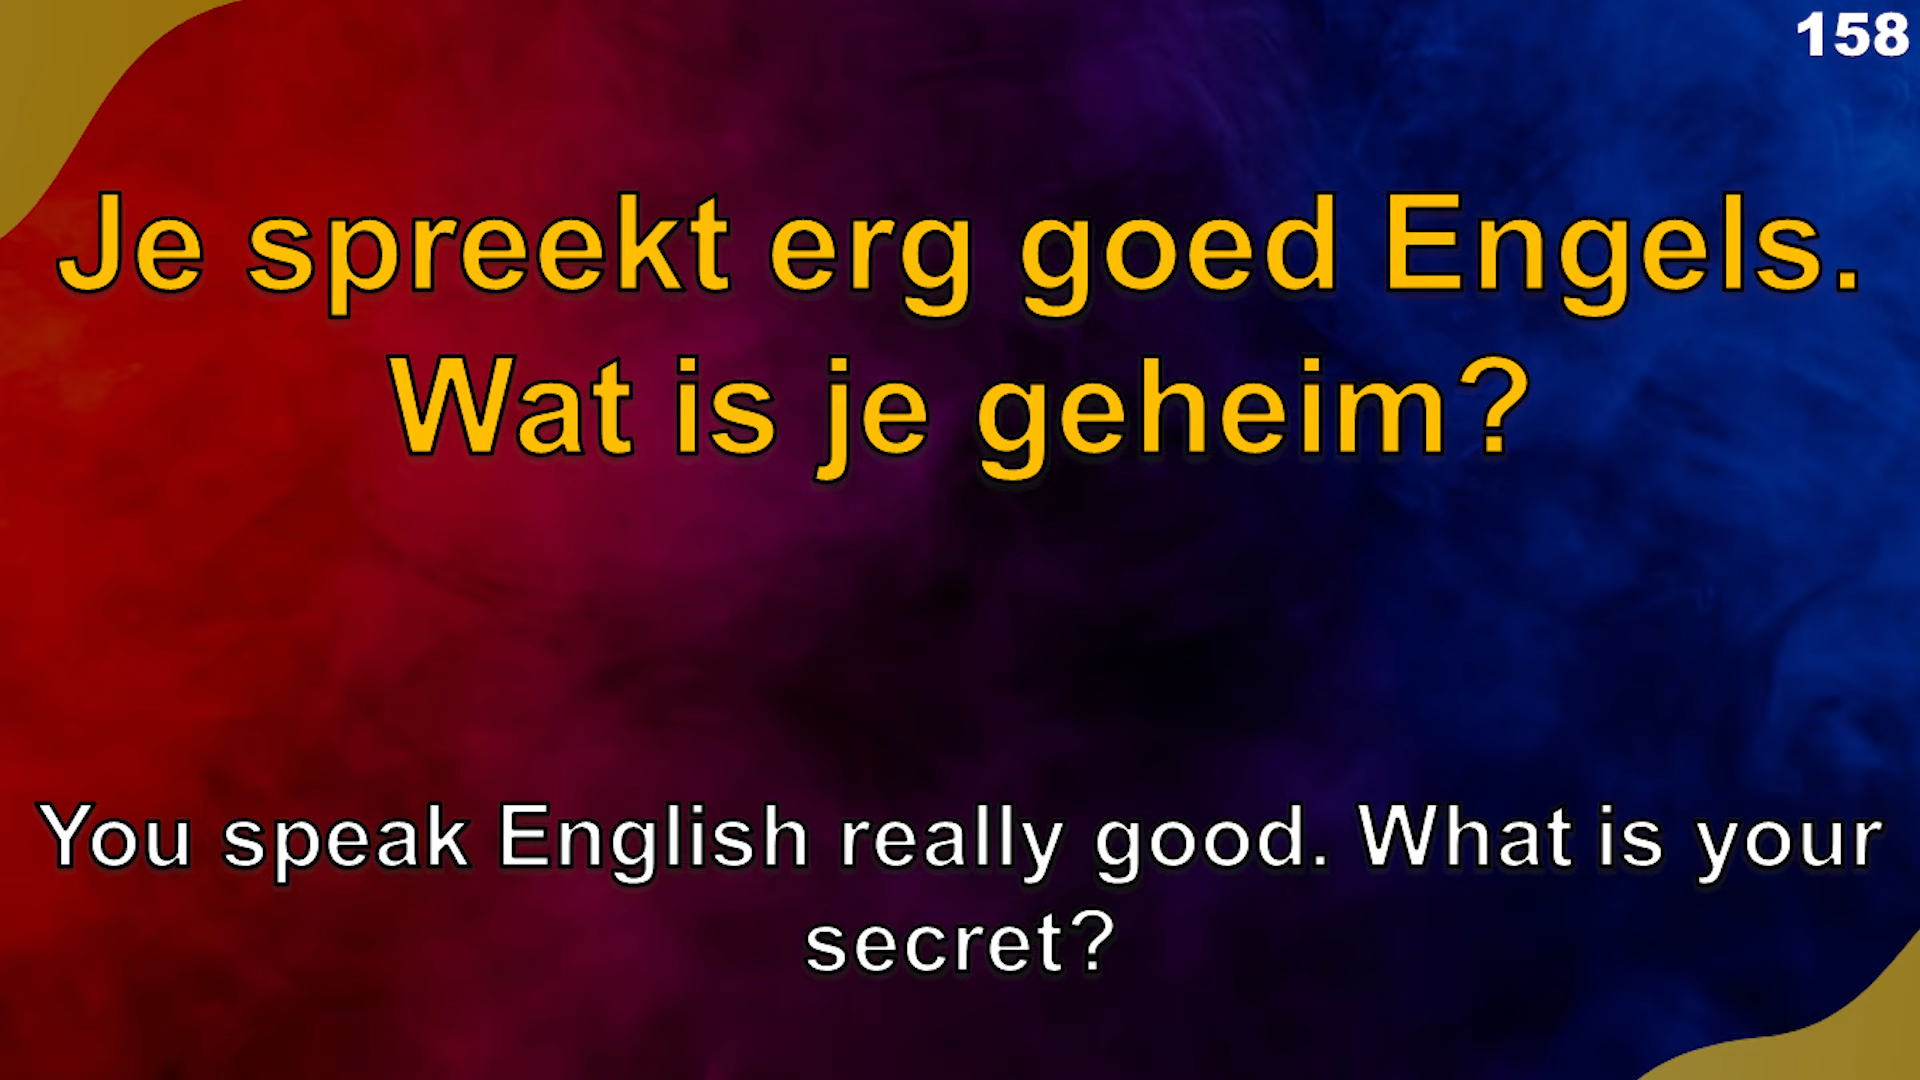 158
Je spreekt erg goed Engels.
Wat is je geheim?
You speak English really good. What is your
secret?